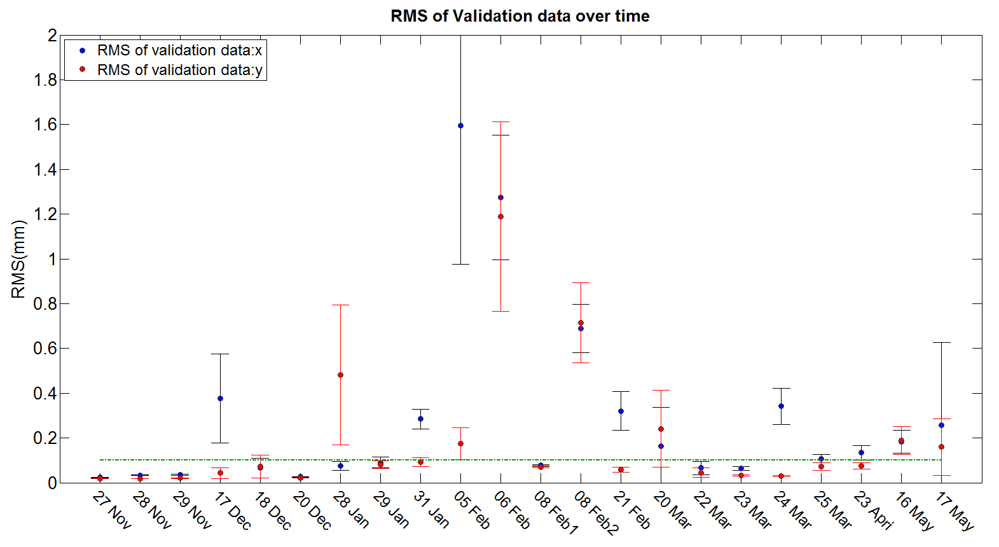 RMS of Validation data over time
RMS of validation data:x
RMS of validation data:y
RMS(mm)
2
1.8
1.6
1.4
1.2
1
0.8
0.6
0.4
0.2
0
27 Nov
28 Nov
29 Nov
17 Dec
18 Dec
20 Dec
28 Jan
29 Jan
31 Jan
05 Feb
06 Feb
08 Feb1
08 Feb2
21 Feb
20 Mar
22 Mar
23 Mar
24 Mar
25 Mar
23 Apri
16 May
17 May